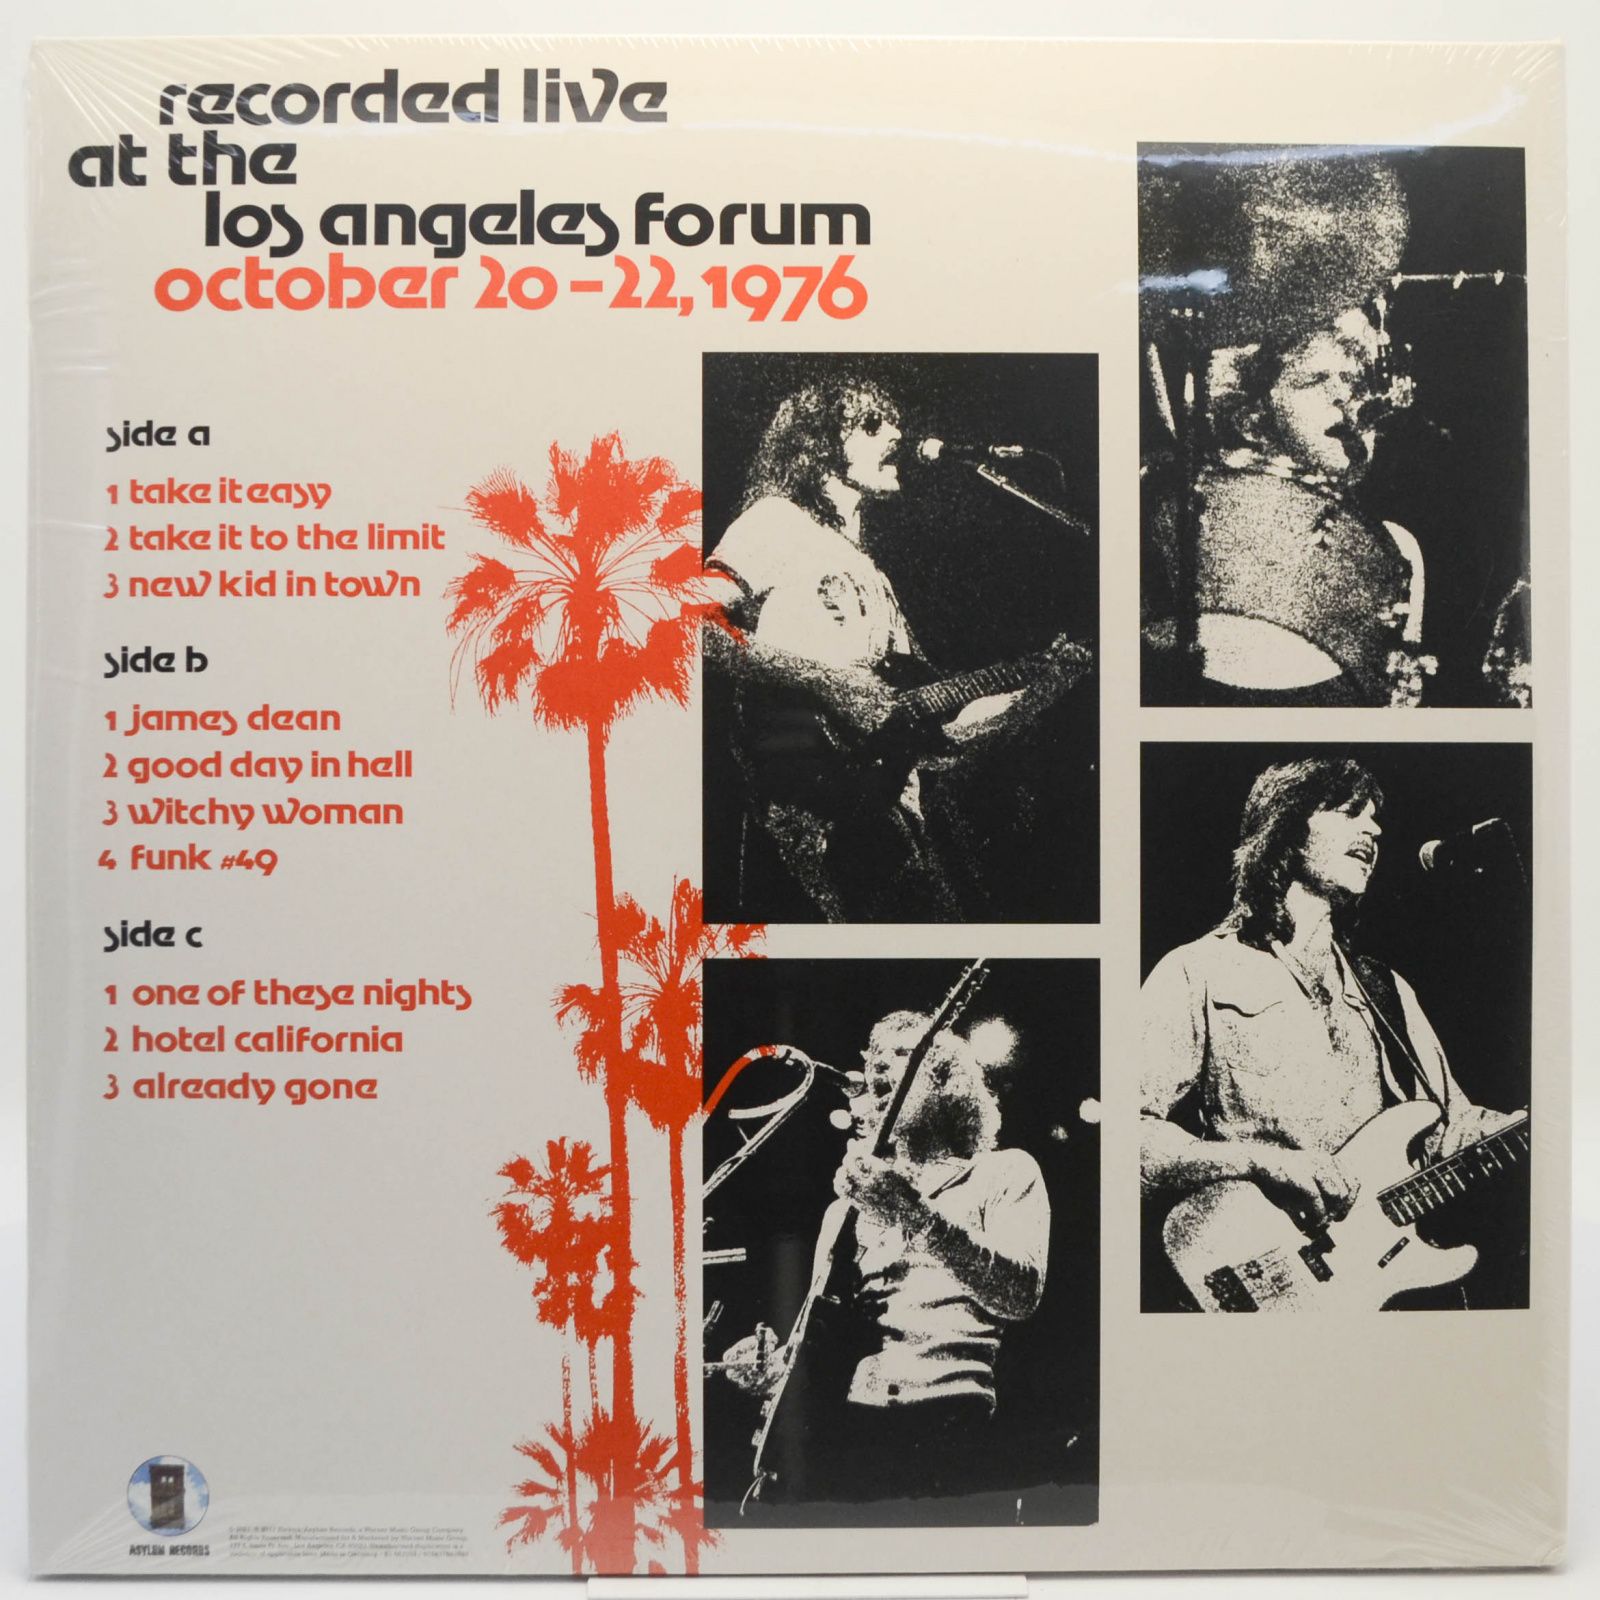 recorded live
at the
los angeles forum
october 20-22, 1976
side a
1 take it easy
2 take it to the limit
3 new kid in town
side b
1 james dean
2 good day in hell
3 witchy woman
4 funk #49
side c
1 one of these nights
2 hotel california
3 already gone
ASYLUM RECORDS